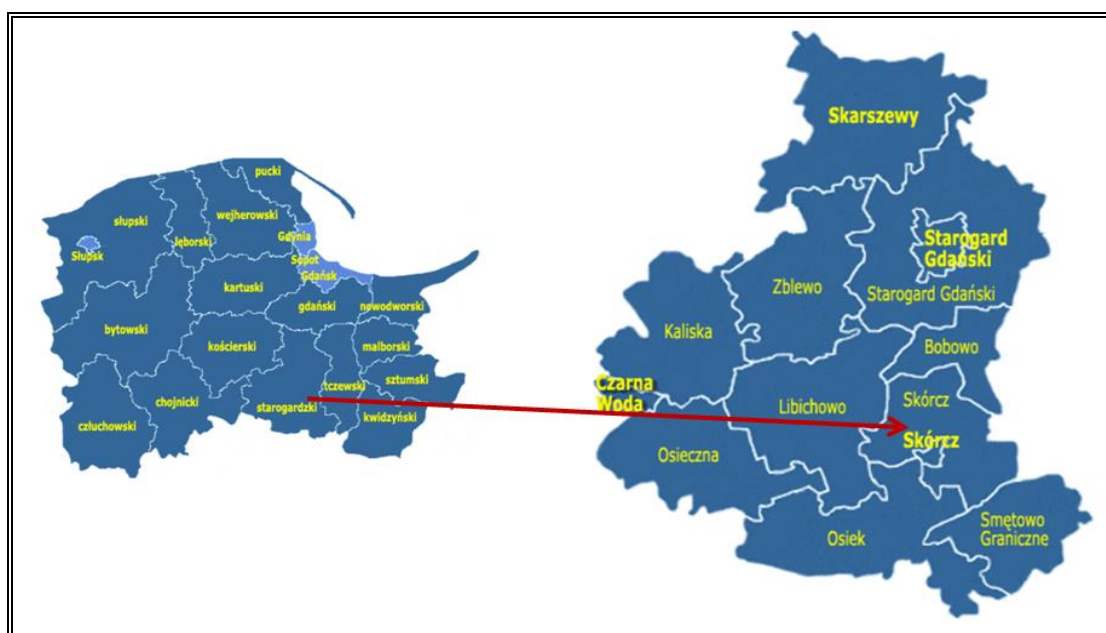 pucki
wejherowski
słupski
lęborski
Gdynia
Słupsk
Sopot
Gdańsk
kartuski
gdański
nowodworski
bytowski
kościerski
malborski
tczewski
sztumski
chojnicki
starogardzki
kwidzyński
człuchowski
Skarszewy
Starogard
Gdański
Zblewo
Starogard Gdański
Kaliska
Bobowo
Czarna
Woda
Libichowo
Skórcz
Skórcz
Osieczna
Smętowo
Graniczne
Osiek